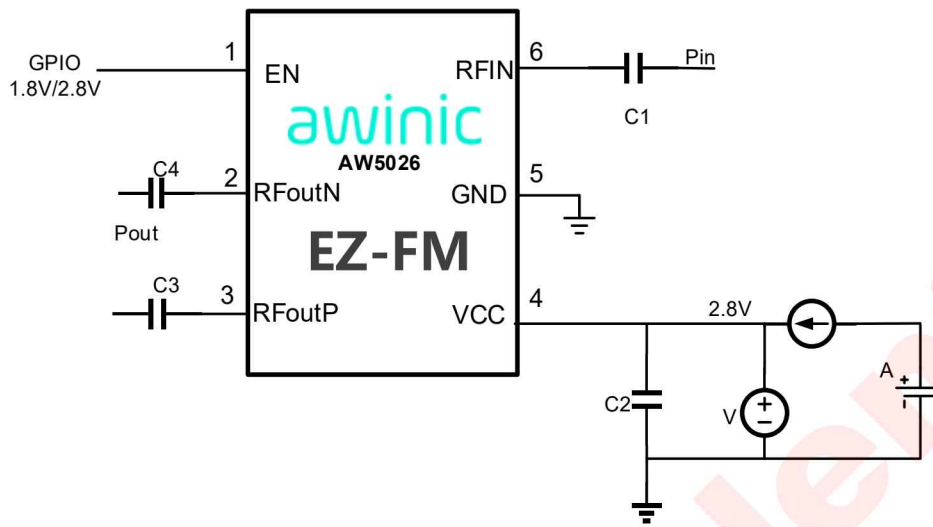 GPIO
1.8V/2.8V
1
EN
RFIN
6
Pin
C1
awinic
AW5026
C4
2
RFoutN
GND
5
Pout
EZ-FM
C3
3
RFoutP
VCC
4
2.8V
A
+
-
C2
V
+
-